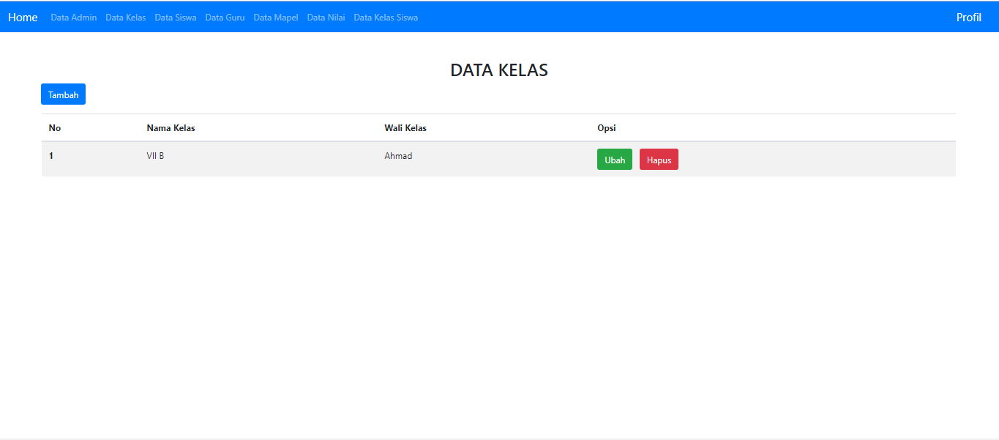 Home Data Admin Data Kelas Data Siswa Data Guru Data Mapel Data Nilai Data Kelas Siswa Profil
DATA KELAS
Tambah
No Nama Kelas Wali Kelas Opsi
1 VII B Ahmad Ubah Hapus